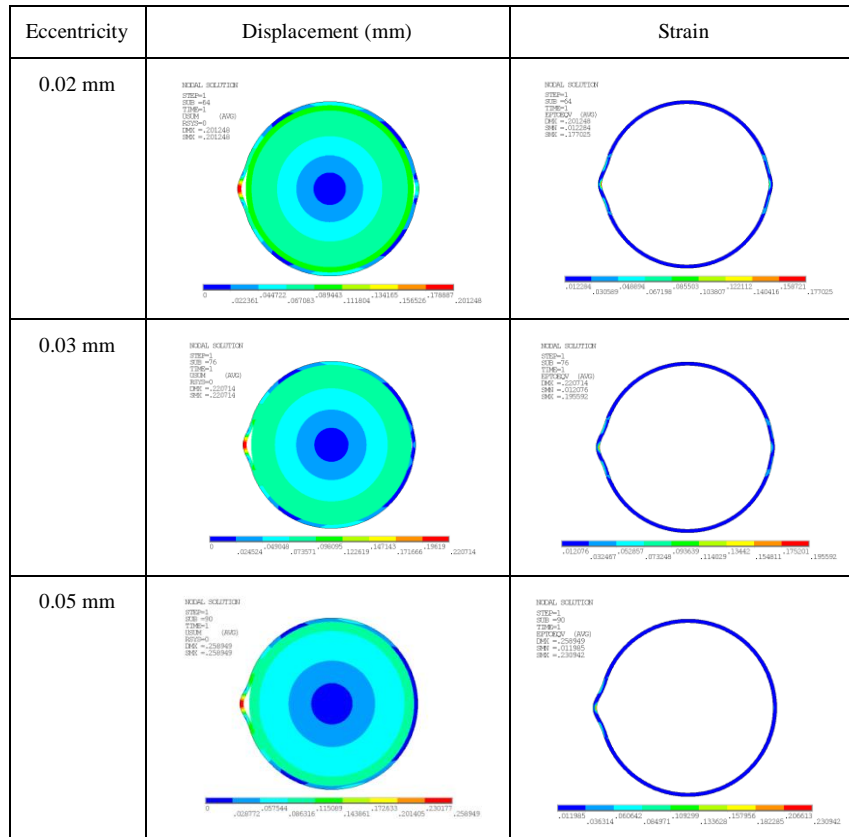 Eccentricity Displacement (mm) Strain
0.02 mm
NODAL SOLUTION
STEP=1
SUB =64
TIME=1
USUM (AVG)
RSYS=0
DMX =.201248
SMX =.201248
0 .022361 .044722 .067083 .089443 .111804 .134165 .156526 .178887 .201248
NODAL SOLUTION
STEP=1
SUB =64
TIME=1
EPTOEQV (AVG)
DMX =.201248
SMN =.012284
SMX =.177025
.012284 .030589 .048894 .067198 .085503 .103807 .122112 .140416 .158721 .177025
0.03 mm
NODAL SOLUTION
STEP=1
SUB =76
TIME=1
USUM (AVG)
RSYS=0
DMX =.220714
SMX =.220714
0 .024524 .049048 .073571 .098095 .122619 .147143 .171666 .19619 .220714
NODAL SOLUTION
STEP=1
SUB =76
TIME=1
EPTOEQV (AVG)
DMX =.220714
SMN =.012076
SMX =.195592
.012076 .032467 .052857 .073248 .093639 .114029 .13442 .154811 .175201 .195592
0.05 mm
NODAL SOLUTION
STEP=1
SUB =90
TIME=1
USUM (AVG)
RSYS=0
DMX =.258949
SMX =.258949
0 .028772 .057544 .086316 .115089 .143861 .172633 .201405 .230177 .258949
NODAL SOLUTION
STEP=1
SUB =90
TIME=1
EPTOEQV (AVG)
DMX =.258949
SMN =.011985
SMX =.230942
.011985 .036314 .060642 .084971 .109299 .133628 .157956 .182285 .206613 .230942